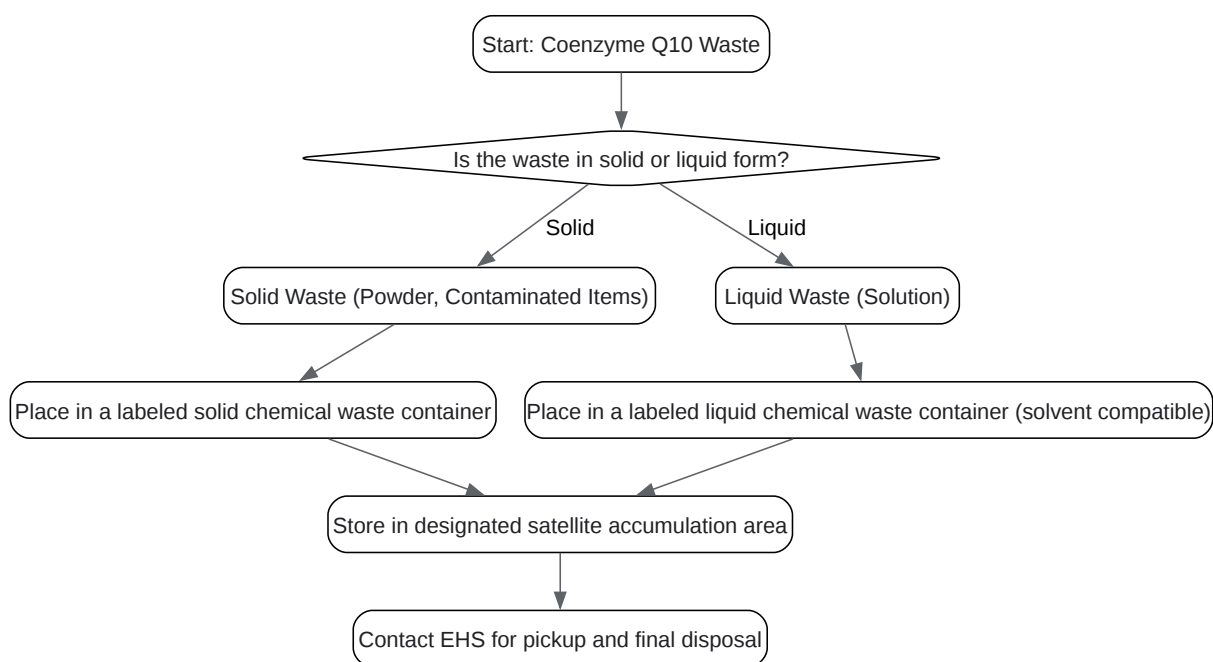 Start: Coenzyme Q10 Waste
Is the waste in solid or liquid form?
Solid
Liquid
Solid Waste (Powder, Contaminated Items)
Liquid Waste (Solution)
Place in a labeled solid chemical waste container
Place in a labeled liquid chemical waste container (solvent compatible)
Store in designated satellite accumulation area
Contact EHS for pickup and final disposal